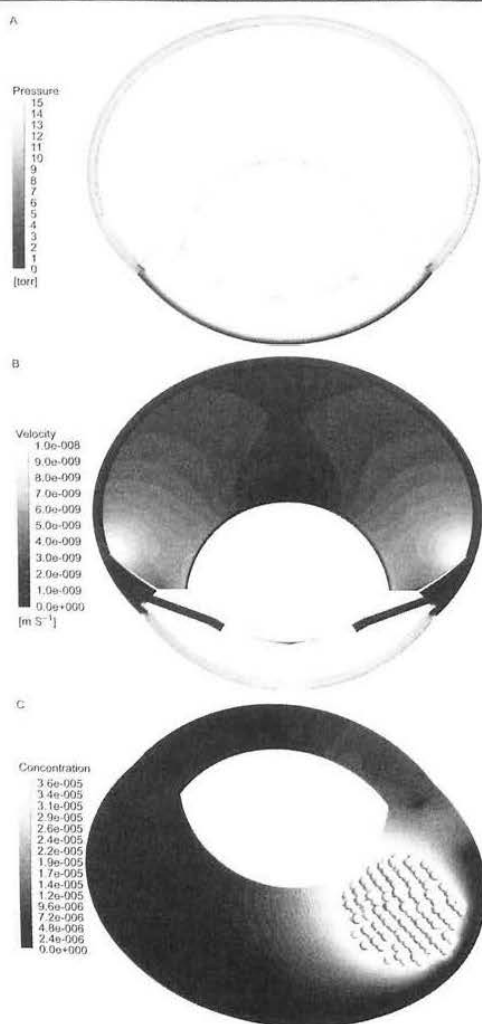 A
Pressure
15
14
13
12
11
10
9
8
7
6
5
4
3
2
1
0
[torr]
B
Velocity
1.0e-008
9.0e-009
8.0e-009
7.0e-009
6.0e-009
5.0e-009
4.0e-009
3.0e-009
2.0e-009
1.0e-009
0.0e+000
[m S⁻¹]
C
Concentration
3.6e-005
3.4e-005
3.1e-005
2.9e-005
2.6e-005
2.4e-005
2.2e-005
1.9e-005
1.7e-005
1.4e-005
1.2e-005
9.6e-006
7.2e-006
4.8e-006
2.4e-006
0.0e+000